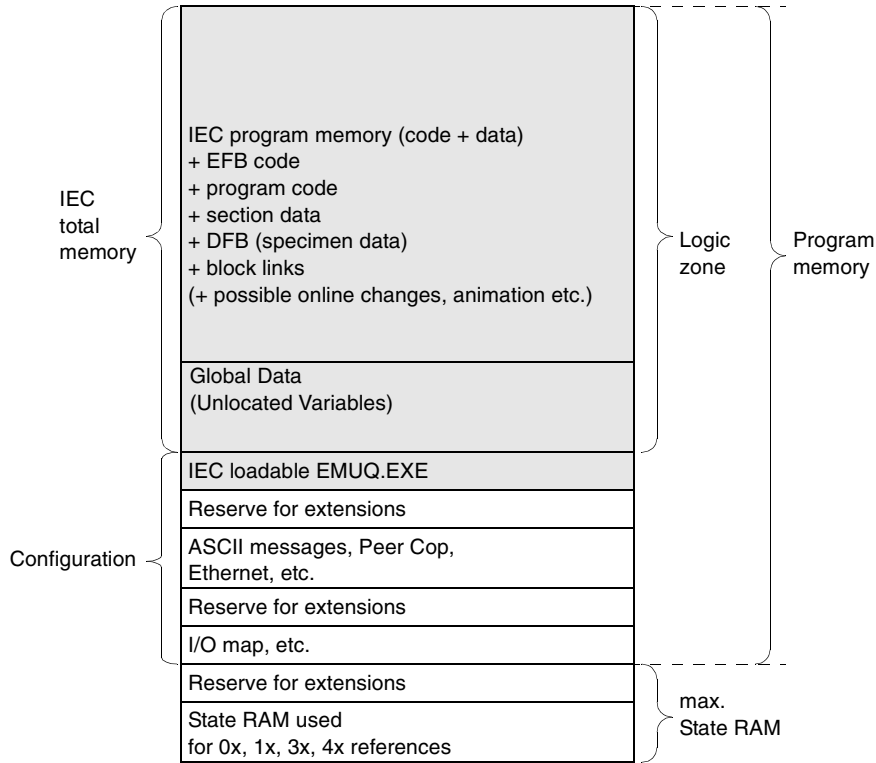 IEC program memory (code + data)
+ EFB code
+ program code
+ section data
+ DFB (specimen data)
+ block links
(+ possible online changes, animation etc.)
IEC
total
memory
Logic
zone
Program
memory
Global Data
(Unlocated Variables)
IEC loadable EMUQ.EXE
Reserve for extensions
ASCII messages, Peer Cop,
Ethernet, etc.
Configuration
Reserve for extensions
I/O map, etc.
Reserve for extensions
State RAM used
for 0x, 1x, 3x, 4x references
max.
State RAM